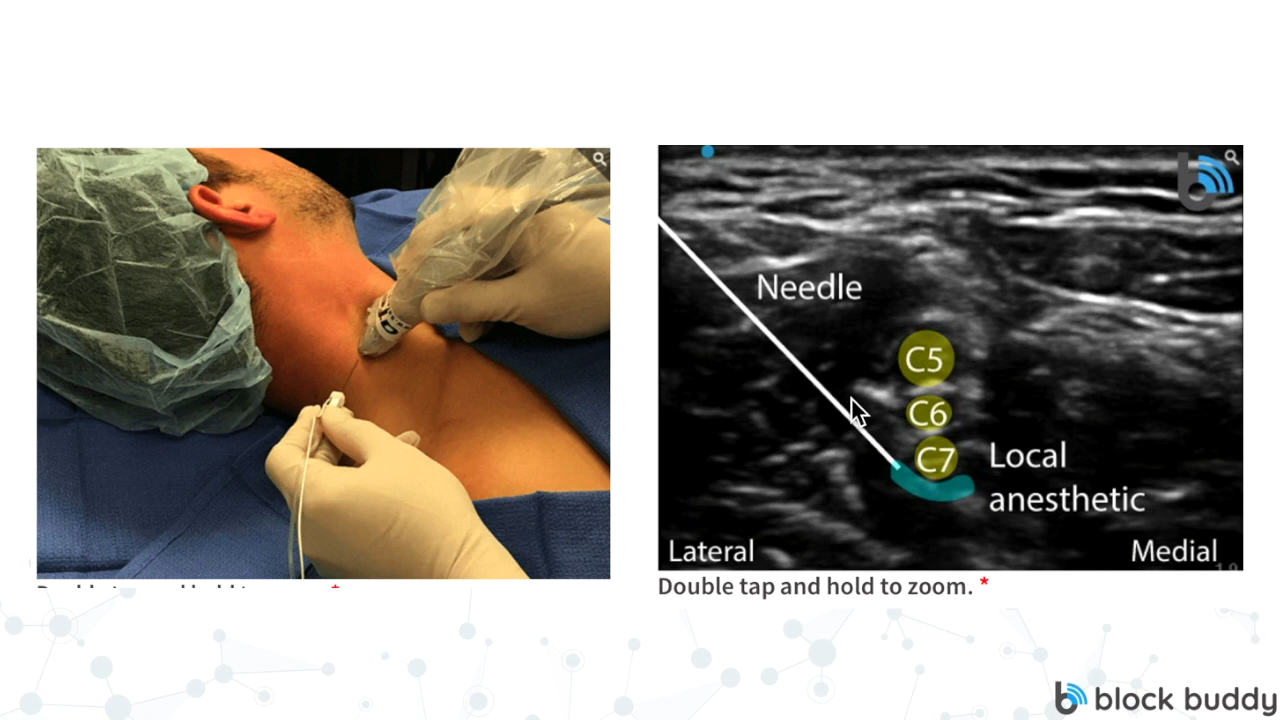 Needle
C5
C6
C7
Local
anesthetic
Lateral
Medial
Double tap and hold to zoom. *
block buddy